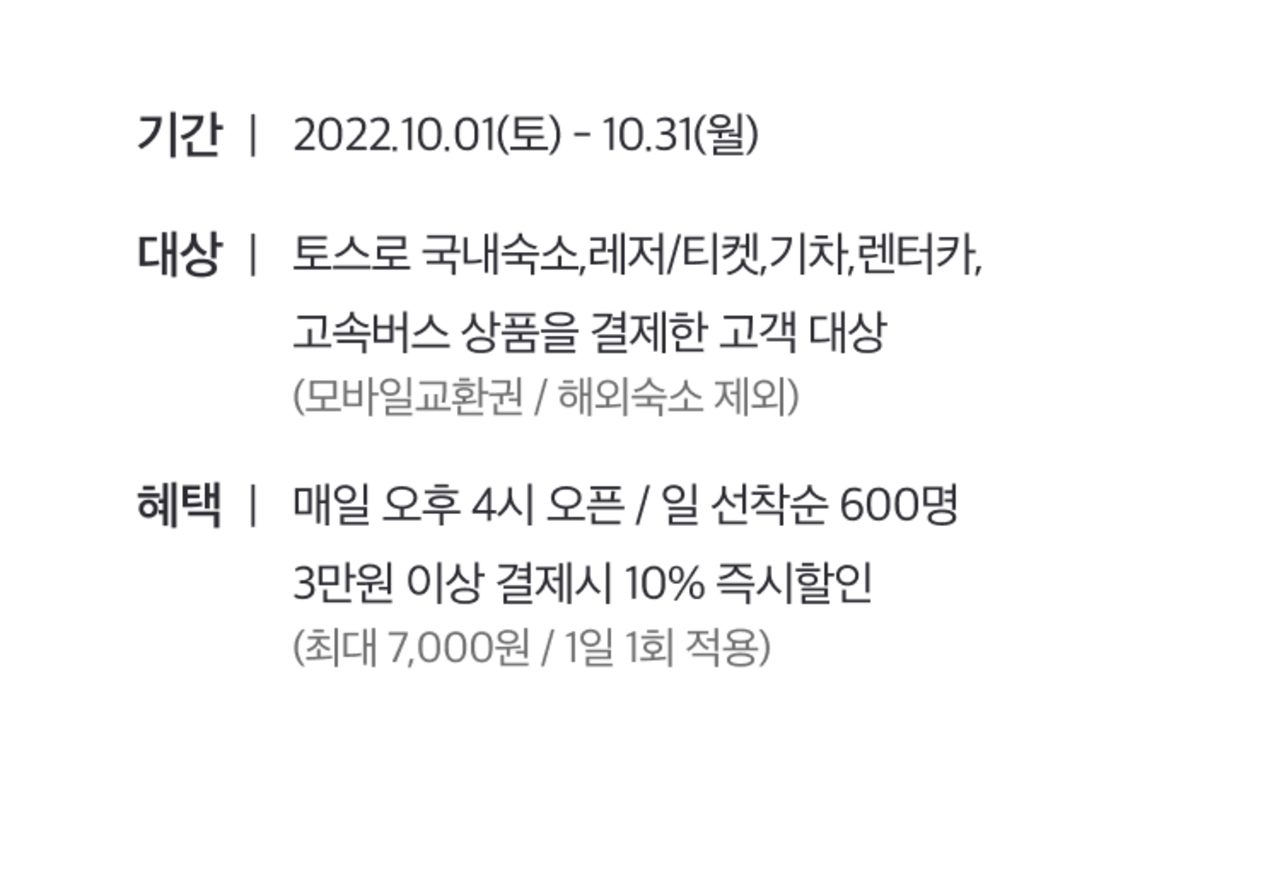 기간 | 2022.10.01(토) - 10.31(월)
대상 | 토스로 국내숙소,레저/티켓,기차,렌터카,
고속버스 상품을 결제한 고객 대상
(모바일교환권 / 해외숙소 제외)
혜택 | 매일 오후 4시 오픈 / 일 선착순 600명
3만원 이상 결제시 10% 즉시할인
(최대 7,000원 / 1일 1회 적용)